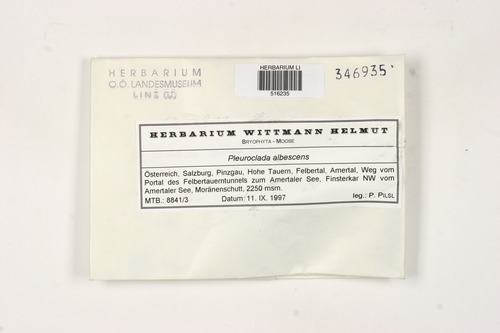 HERBARIUM
O.Ö. LANDESMUSEUM
LINZ
HERBARIUM LI
516235
346935
HERBARIUM WITTMANN HELMUT
BRYOPHYTA - MOOSE
Pleuroclada albescens
Österreich, Salzburg, Pinzgau, Hohe Tauern, Felbertal, Amertal, Weg vom
Portal des Felbertauerntunnels zum Amertaler See, Finsterkar NW vom
Amertaler See, Moränenschutt, 2250 msm.
MTB.: 8841/3 Datum: 11. IX. 1997 leg.: P. PILSL